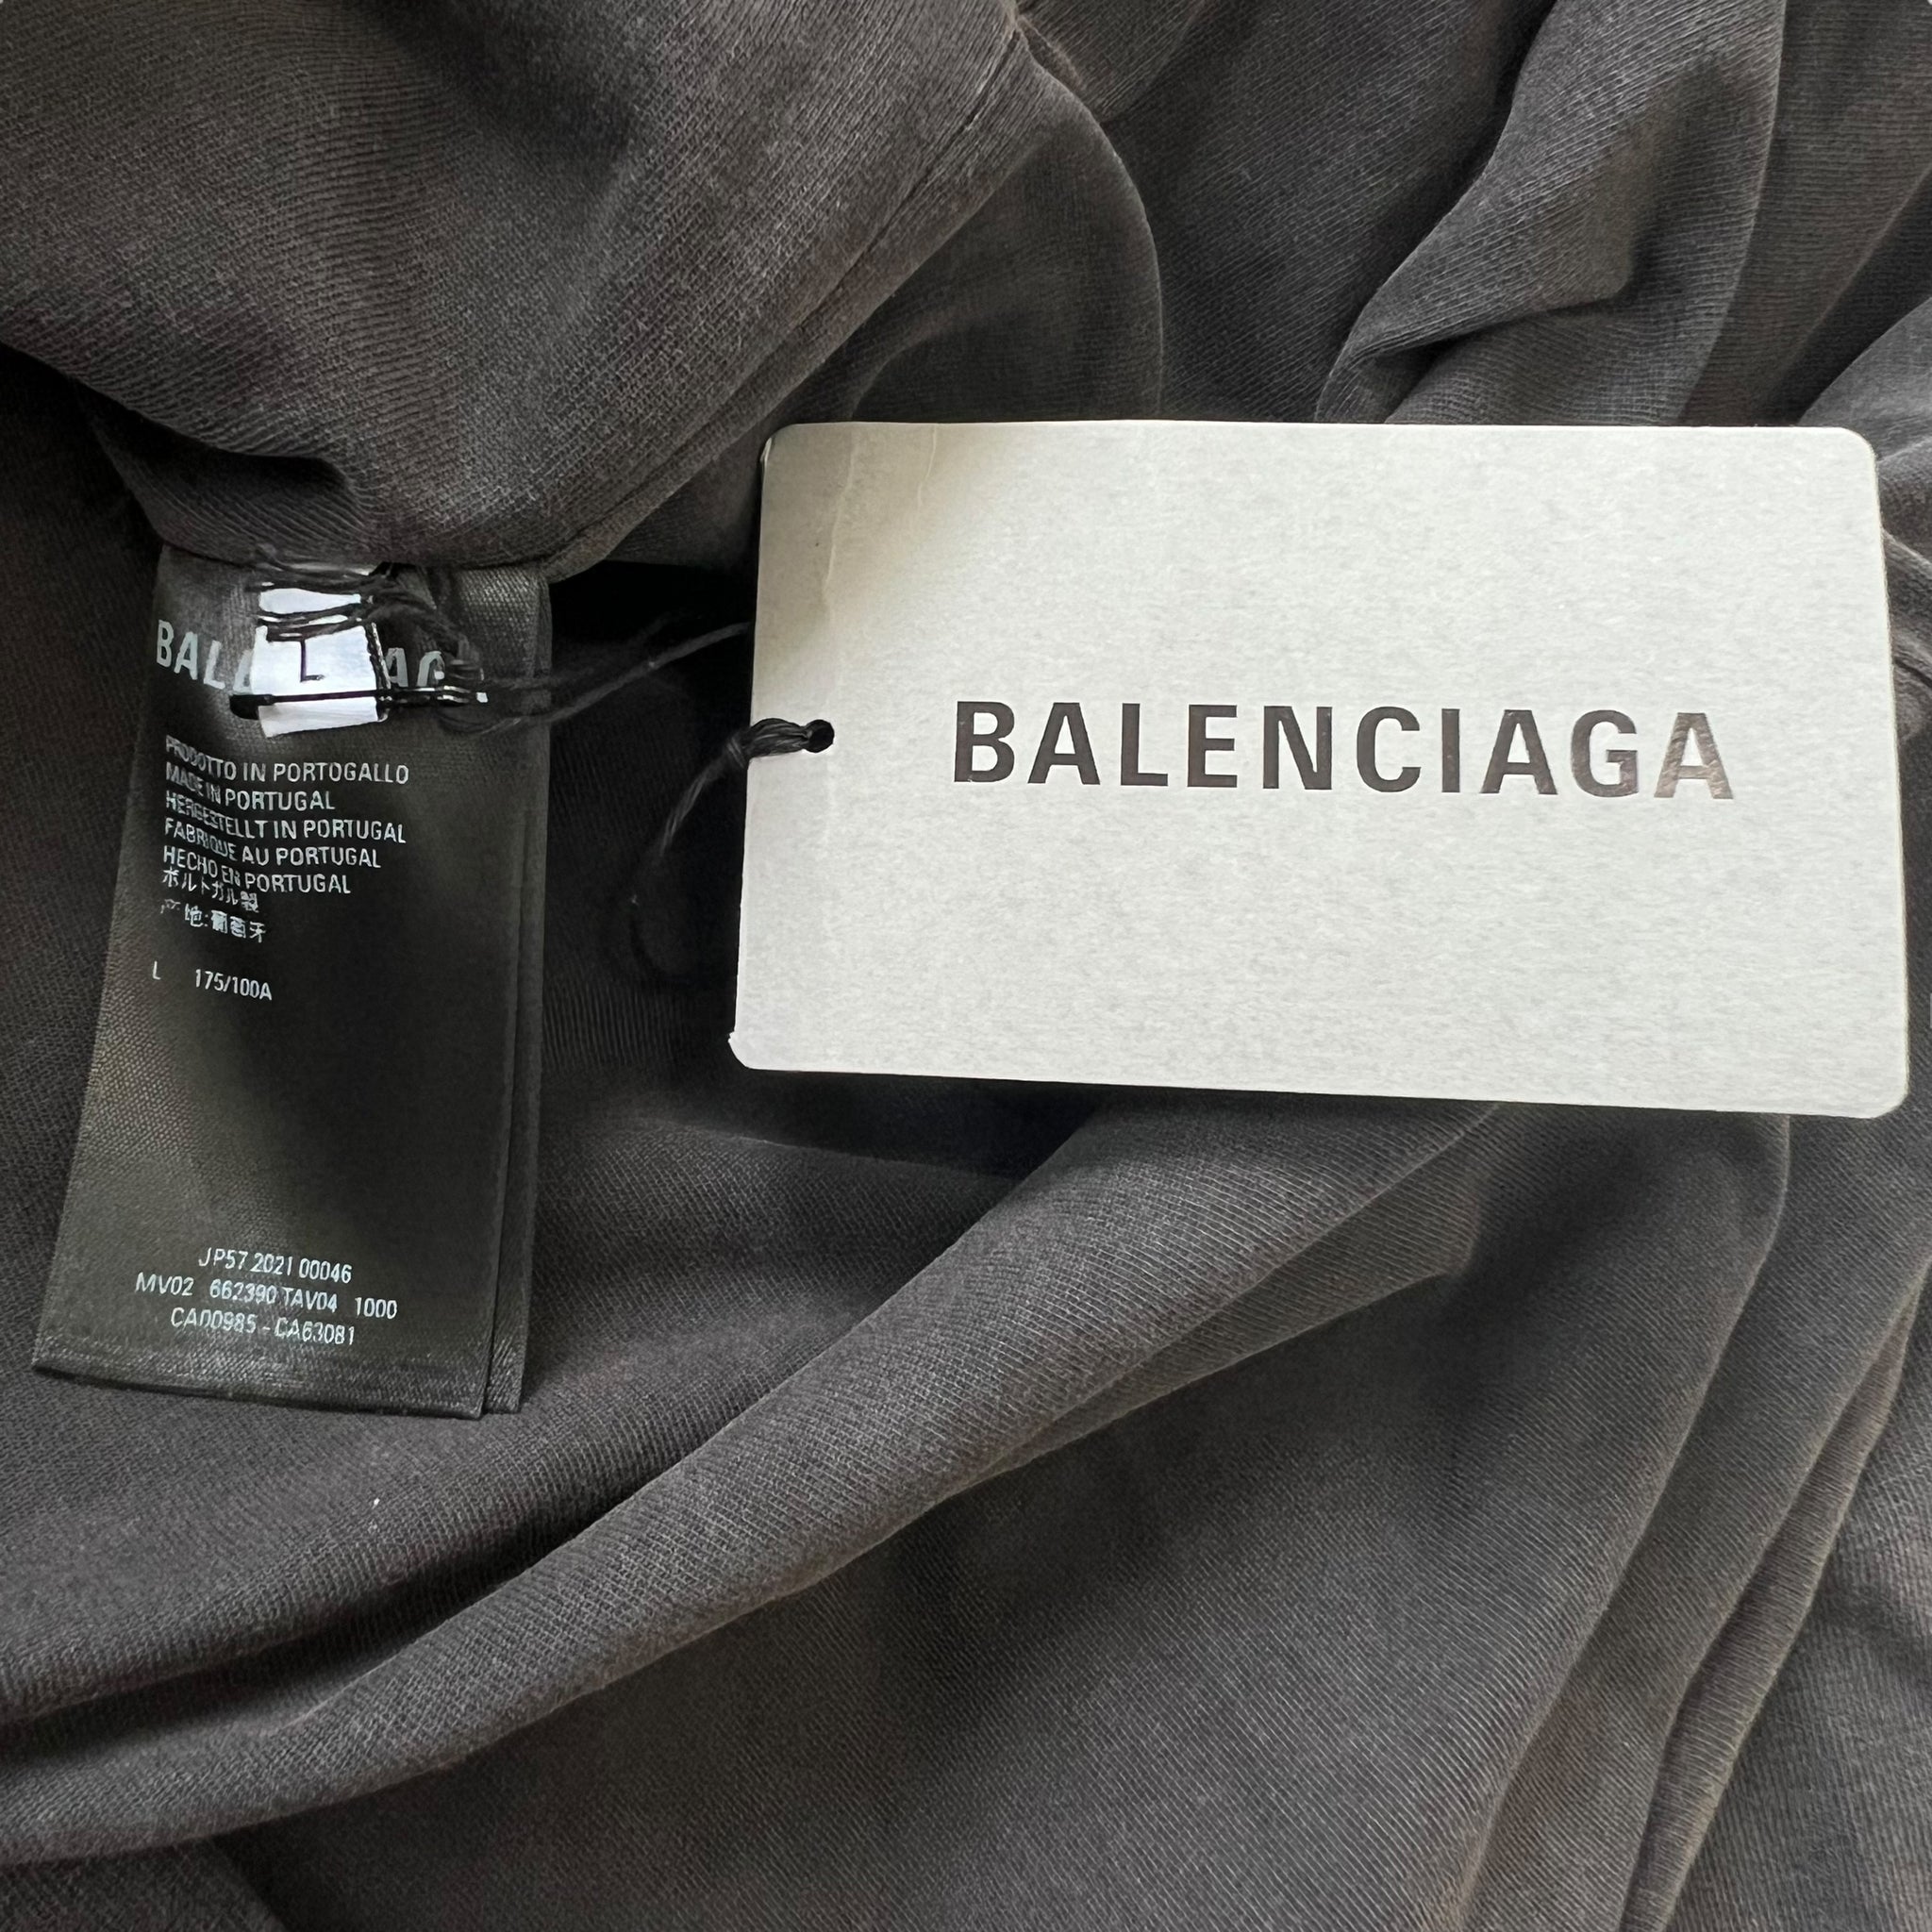 BALENCIAGA
L
PRODOTTO IN PORTOGALLO
MADE IN PORTUGAL
HERGESTELLT IN PORTUGAL
FABRIQUE AU PORTUGAL
HECHO EN PORTUGAL
ポルトガル製
产地:葡萄牙
L 175/100A
JP57 2021 00046
MV02 662390 TAV04 1000
CA00985 - CA63081
BALENCIAGA